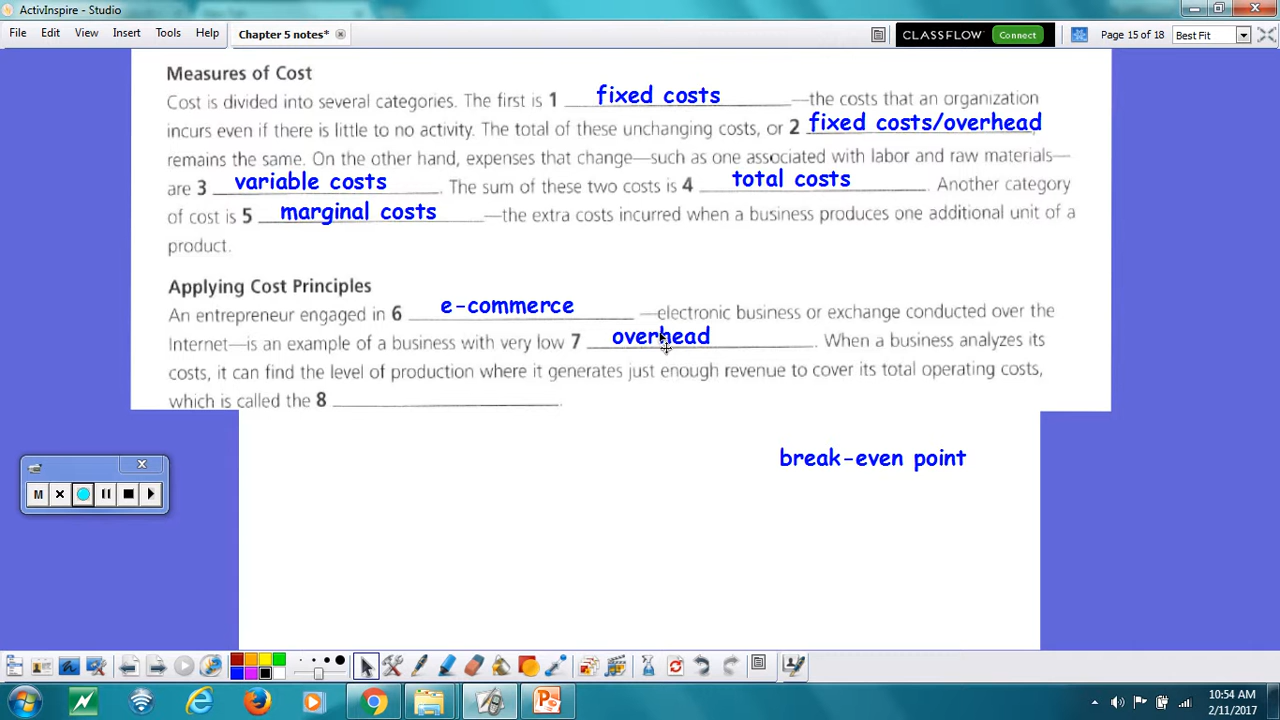 ActivInspire - Studio
File Edit View Insert Tools Help Chapter 5 notes* CLASSFLOW Connect Page 15 of 18 Best Fit
Measures of Cost
Cost is divided into several categories. The first is 1 fixed costs —the costs that an organization
incurs even if there is little to no activity. The total of these unchanging costs, or 2 fixed costs/overhead,
remains the same. On the other hand, expenses that change—such as one associated with labor and raw materials—
are 3 variable costs. The sum of these two costs is 4 total costs. Another category
of cost is 5 marginal costs —the extra costs incurred when a business produces one additional unit of a
product.
Applying Cost Principles
An entrepreneur engaged in 6 e-commerce —electronic business or exchange conducted over the
Internet—is an example of a business with very low 7 overhead. When a business analyzes its
costs, it can find the level of production where it generates just enough revenue to cover its total operating costs,
which is called the 8 .
break-even point
M
10:54 AM
2/11/2017